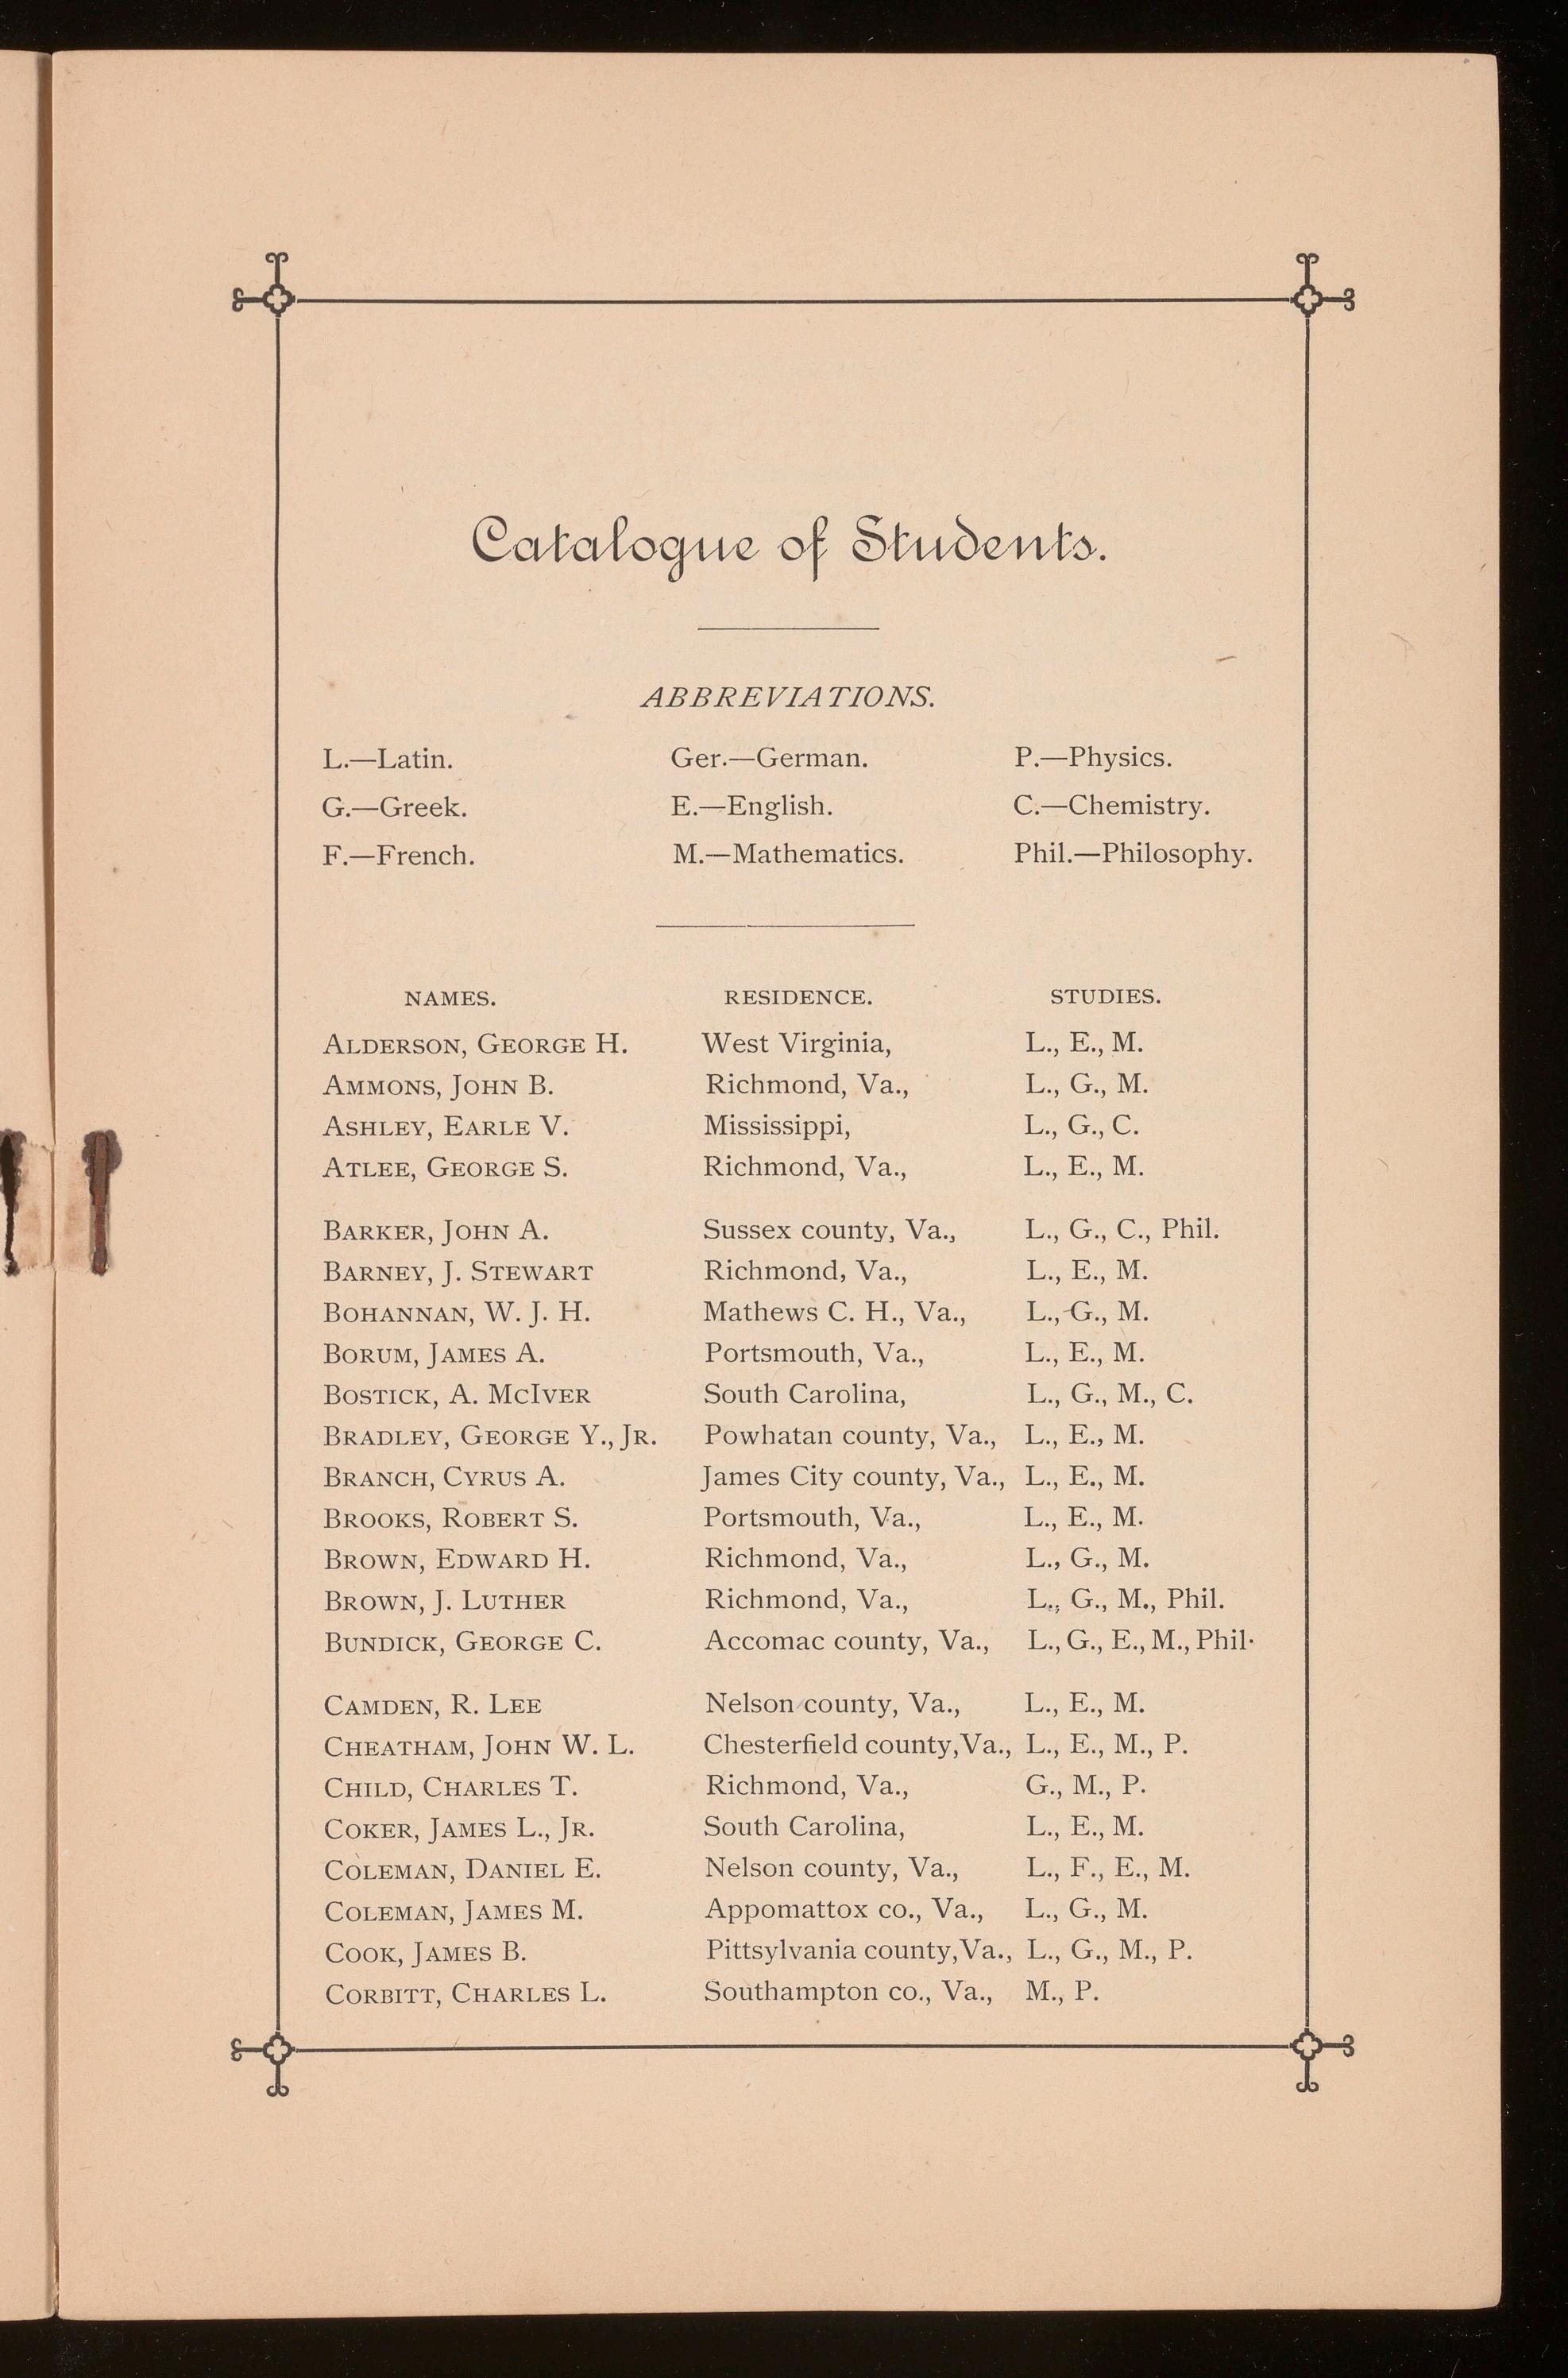 Catalogue of Students.
ABBREVIATIONS.
L.—Latin. Ger.—German. P.—Physics.
G.—Greek. E.—English. C.—Chemistry.
F.—French. M.—Mathematics. Phil.—Philosophy.
NAMES. RESIDENCE. STUDIES.
ALDERSON, GEORGE H. West Virginia, L., E., M.
AMMONS, JOHN B. Richmond, Va., L., G., M.
ASHLEY, EARLE V. Mississippi, L., G., C.
ATLEE, GEORGE S. Richmond, Va., L., E., M.
BARKER, JOHN A. Sussex county, Va., L., G., C., Phil.
BARNEY, J. STEWART Richmond, Va., L., E., M.
BOHANNAN, W. J. H. Mathews C. H., Va., L., G., M.
BORUM, JAMES A. Portsmouth, Va., L., E., M.
BOSTICK, A. MCIVER South Carolina, L., G., M., C.
BRADLEY, GEORGE Y., JR. Powhatan county, Va., L., E., M.
BRANCH, CYRUS A. James City county, Va., L., E., M.
BROOKS, ROBERT S. Portsmouth, Va., L., E., M.
BROWN, EDWARD H. Richmond, Va., L., G., M.
BROWN, J. LUTHER Richmond, Va., L., G., M., Phil.
BUNDICK, GEORGE C. Accomac county, Va., L., G., E., M., Phil.
CAMDEN, R. LEE Nelson county, Va., L., E., M.
CHEATHAM, JOHN W. L. Chesterfield county, Va., L., E., M., P.
CHILD, CHARLES T. Richmond, Va., G., M., P.
COKER, JAMES L., JR. South Carolina, L., E., M.
COLEMAN, DANIEL E. Nelson county, Va., L., F., E., M.
COLEMAN, JAMES M. Appomattox co., Va., L., G., M.
COOK, JAMES B. Pittsylvania county, Va., L., G., M., P.
CORBITT, CHARLES L. Southampton co., Va., M., P.